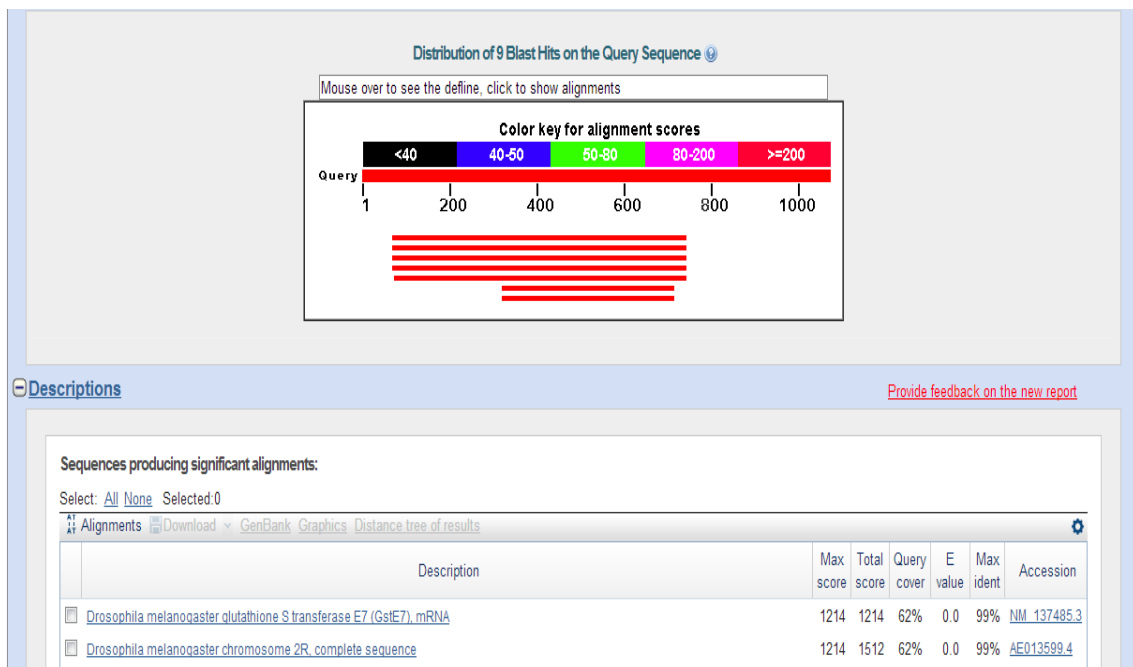 Distribution of 9 Blast Hits on the Query Sequence
Mouse over to see the defline, click to show alignments
Color key for alignment scores
<40 40-50 50-80 80-200 >=200
Query
1 200 400 600 800 1000
Descriptions
Provide feedback on the new report
Sequences producing significant alignments:
Select: All None Selected:0
Alignments Download GenBank Graphics Distance tree of results
Description Max score Total score Query cover E value Max ident Accession
Drosophila melanogaster glutathione S transferase E7 (GstE7), mRNA 1214 1214 62% 0.0 99% NM_137485.3
Drosophila melanogaster chromosome 2R, complete sequence 1214 1512 62% 0.0 99% AE013599.4